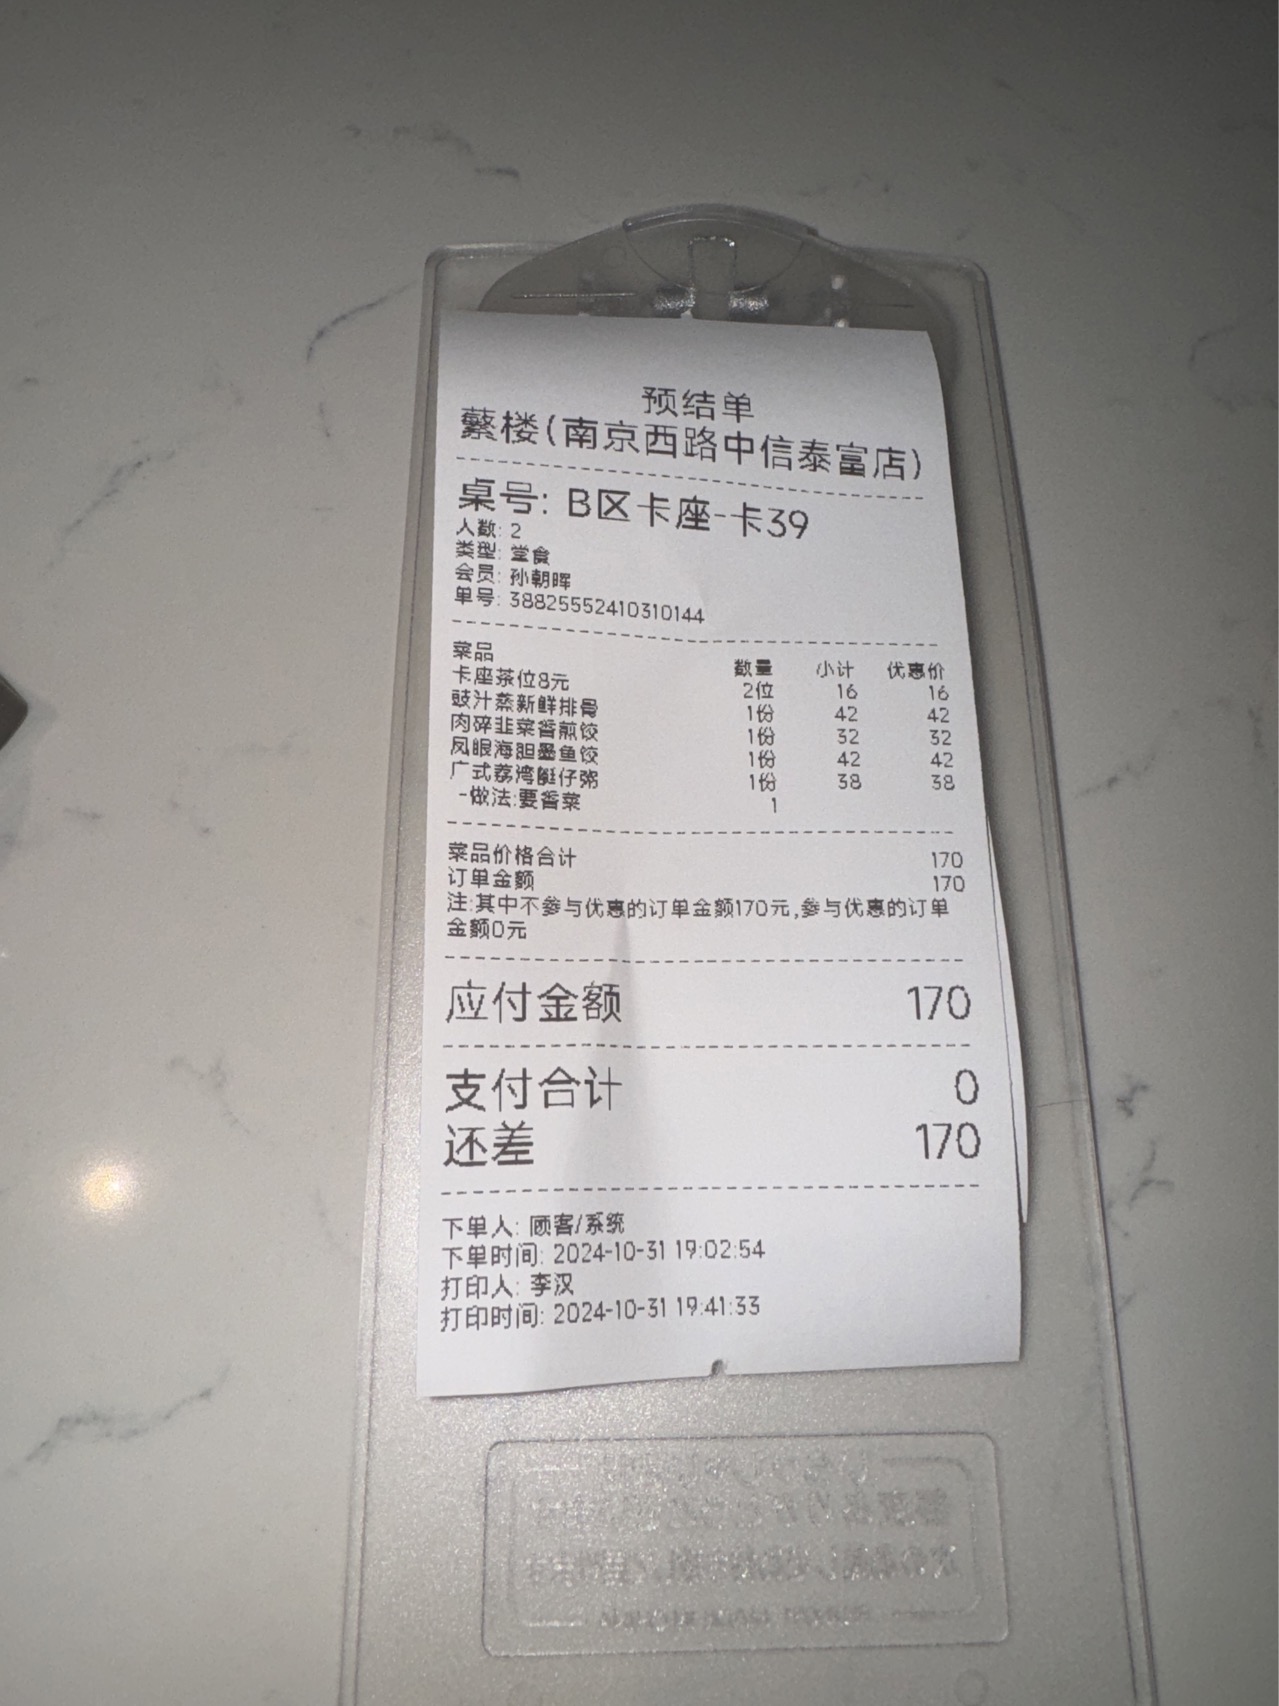 预结单
蘩楼(南京西路中信泰富店)
桌号: B区卡座-卡39
人数: 2
类型: 堂食
会员: 孙朝晖
单号: 38825552410310144
菜品 数量 小计 优惠价
卡座茶位8元 2位 16 16
豉汁蒸新鲜排骨 1份 42 42
肉碎韭菜香煎饺 1份 32 32
凤眼海胆墨鱼饺 1份 42 42
广式荔湾艇仔粥 1份 38 38
-做法:要香菜 1
菜品价格合计 170
订单金额 170
注:其中不参与优惠的订单金额170元,参与优惠的订单
金额0元
应付金额 170
支付合计 0
还差 170
下单人: 顾客/系统
下单时间: 2024-10-31 19:02:54
打印人: 李汉
打印时间: 2024-10-31 19:41:33